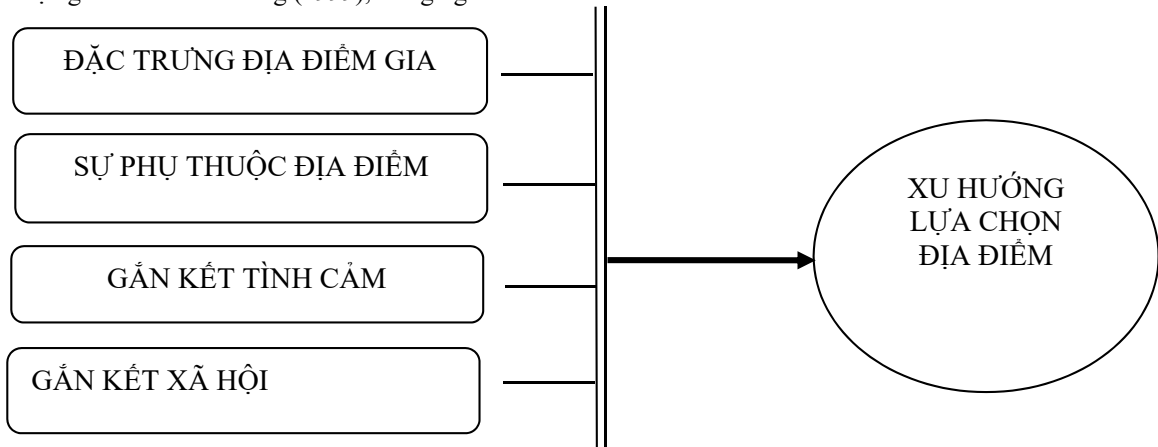 ĐẶC TRƯNG ĐỊA ĐIỂM GIA
SỰ PHỤ THUỘC ĐỊA ĐIỂM
GẮN KẾT TÌNH CẢM
GẮN KẾT XÃ HỘI
XU HƯỚNG
LỰA CHỌN
ĐỊA ĐIỂM